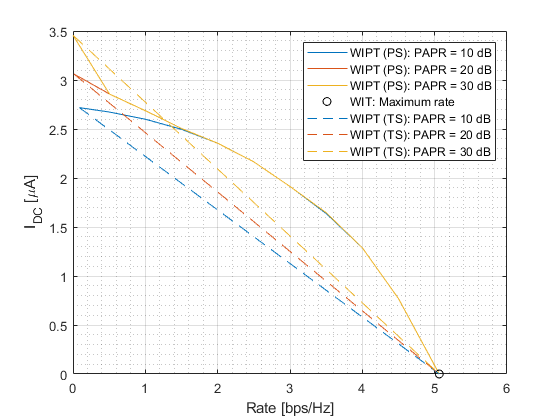 3.5
3
2.5
2
1.5
1
0.5
0
I_DC [μA]
0 1 2 3 4 5 6
Rate [bps/Hz]
WIPT (PS): PAPR = 10 dB
WIPT (PS): PAPR = 20 dB
WIPT (PS): PAPR = 30 dB
WIT: Maximum rate
WIPT (TS): PAPR = 10 dB
WIPT (TS): PAPR = 20 dB
WIPT (TS): PAPR = 30 dB